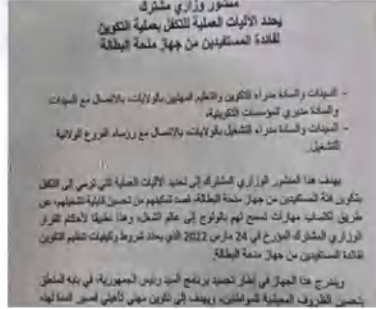 منشور وزاري مشترك
يحدد الآليات العملية للتكفل بعملية التكوين
لفائدة المستفيدين من جهاز منحة البطالة
- السيدات والسادة مدراء التكوين والتعليم المهنيين بالولايات، بالاتصال مع السيدات
والسادة مديري المؤسسات التكوينية،
- السيدات والسادة مدراء التشغيل بالولايات، بالاتصال مع رؤساء الفروع الولائية
للتشغيل.
يهدف هذا المنشور الوزاري المشترك إلى تحديد الآليات العملية التي ترمي إلى التكفل
بتكوين فئة المستفيدين من جهاز منحة البطالة، قصد تمكينهم من تحسين قابلية تشغيلهم، عن
طريق اكتساب مهارات تسمح لهم بالولوج إلى عالم الشغل، وهذا تطبيقا لأحكام القرار
الوزاري المشترك المؤرخ في 24 مارس 2022 الذي يحدد شروط وكيفيات تنظيم التكوين
لفائدة المستفيدين من جهاز منحة البطالة.
ويندرج هذا الجهاز في إطار تجسيد برنامج السيد رئيس الجمهورية، في بابه المتعلق
بتحسين الظروف المعيشية للمواطنين، ويهدف إلى تكوين مهني تأهيلي قصير المدة لهذه